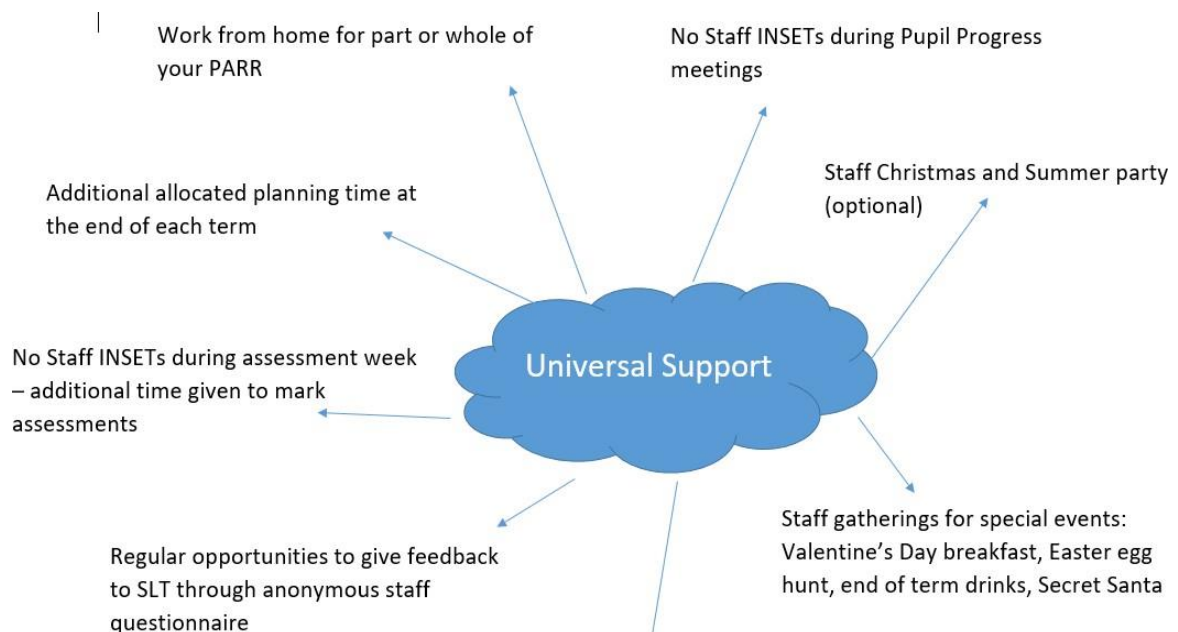 Work from home for part or whole of
your PARR
No Staff INSETs during Pupil Progress
meetings
Staff Christmas and Summer party
(optional)
Additional allocated planning time at
the end of each term
Universal Support
No Staff INSETs during assessment week
– additional time given to mark
assessments
Staff gatherings for special events:
Valentine’s Day breakfast, Easter egg
hunt, end of term drinks, Secret Santa
Regular opportunities to give feedback
to SLT through anonymous staff
questionnaire